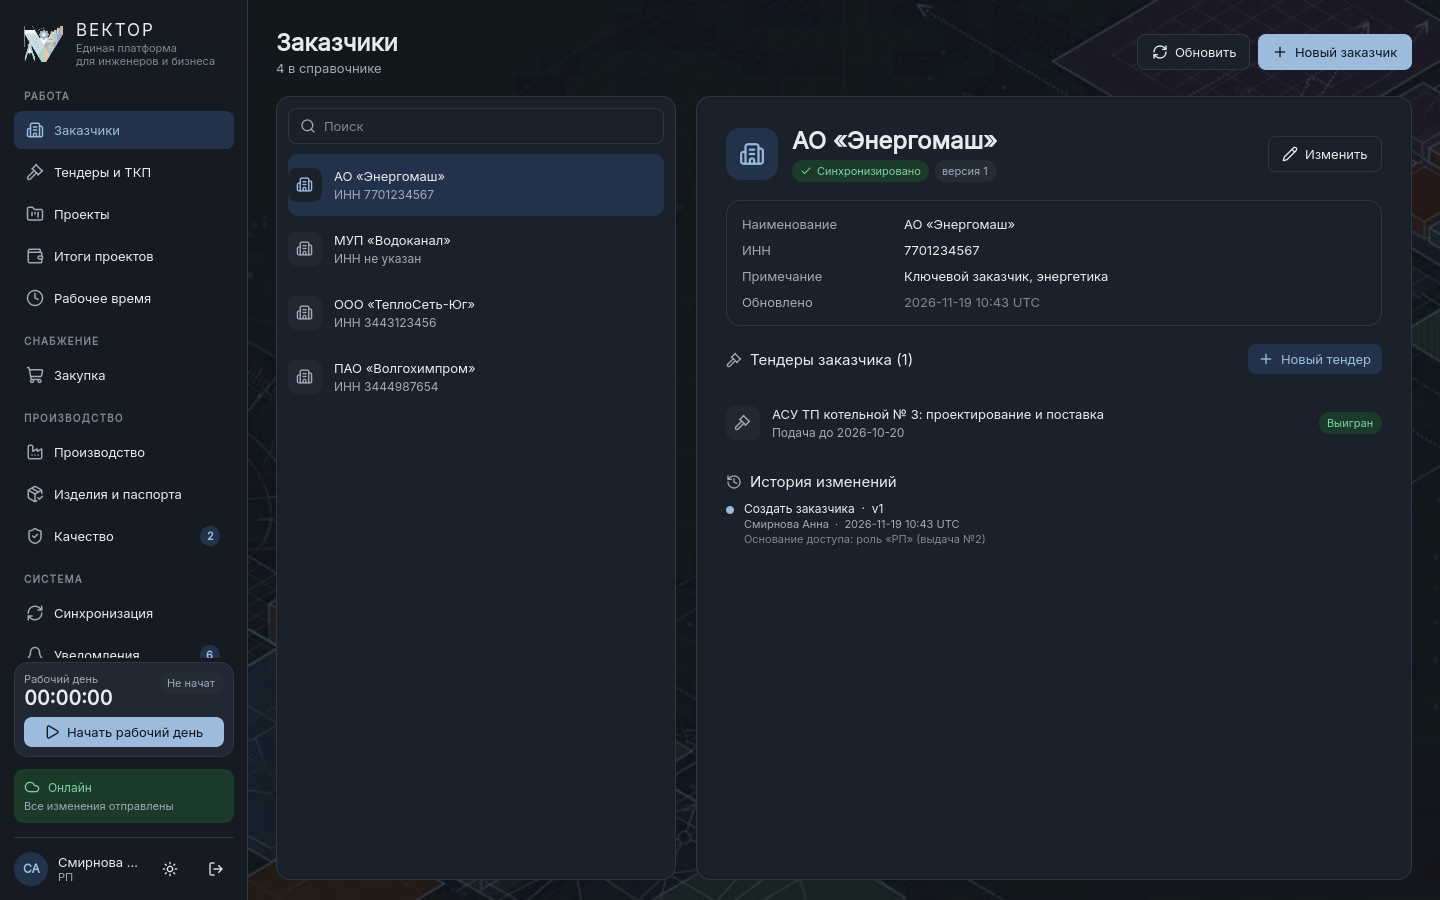 ВЕКТОР
Единая платформа
для инженеров и бизнеса
РАБОТА
Заказчики
Тендеры и ТКП
Проекты
Итоги проектов
Рабочее время
СНАБЖЕНИЕ
Закупка
ПРОИЗВОДСТВО
Производство
Изделия и паспорта
Качество 2
СИСТЕМА
Синхронизация
Уведомления 6
Рабочий день
00:00:00
Не начат
Начать рабочий день
Онлайн
Все изменения отправлены
СА
Смирнова ...
РП
Заказчики
4 в справочнике
Обновить
Новый заказчик
Поиск
АО «Энергомаш»
ИНН 7701234567
МУП «Водоканал»
ИНН не указан
ООО «ТеплоСеть-Юг»
ИНН 3443123456
ПАО «Волгохимпром»
ИНН 3444987654
АО «Энергомаш»
Синхронизировано
версия 1
Изменить
Наименование АО «Энергомаш»
ИНН 7701234567
Примечание Ключевой заказчик, энергетика
Обновлено 2026-11-19 10:43 UTC
Тендеры заказчика (1)
Новый тендер
АСУ ТП котельной № 3: проектирование и поставка
Подача до 2026-10-20
Выигран
История изменений
Создать заказчика · v1
Смирнова Анна · 2026-11-19 10:43 UTC
Основание доступа: роль «РП» (выдача №2)